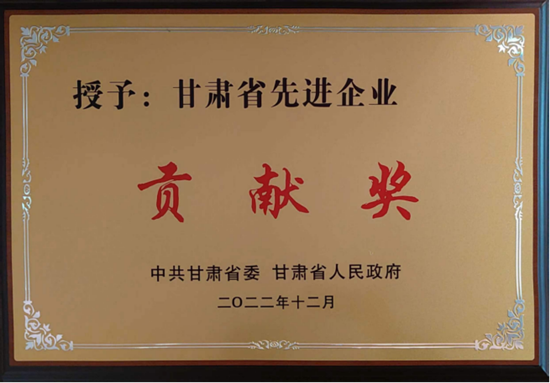 授予：甘肃省先进企业
贡献奖
中共甘肃省委 甘肃省人民政府
二〇二二年十二月